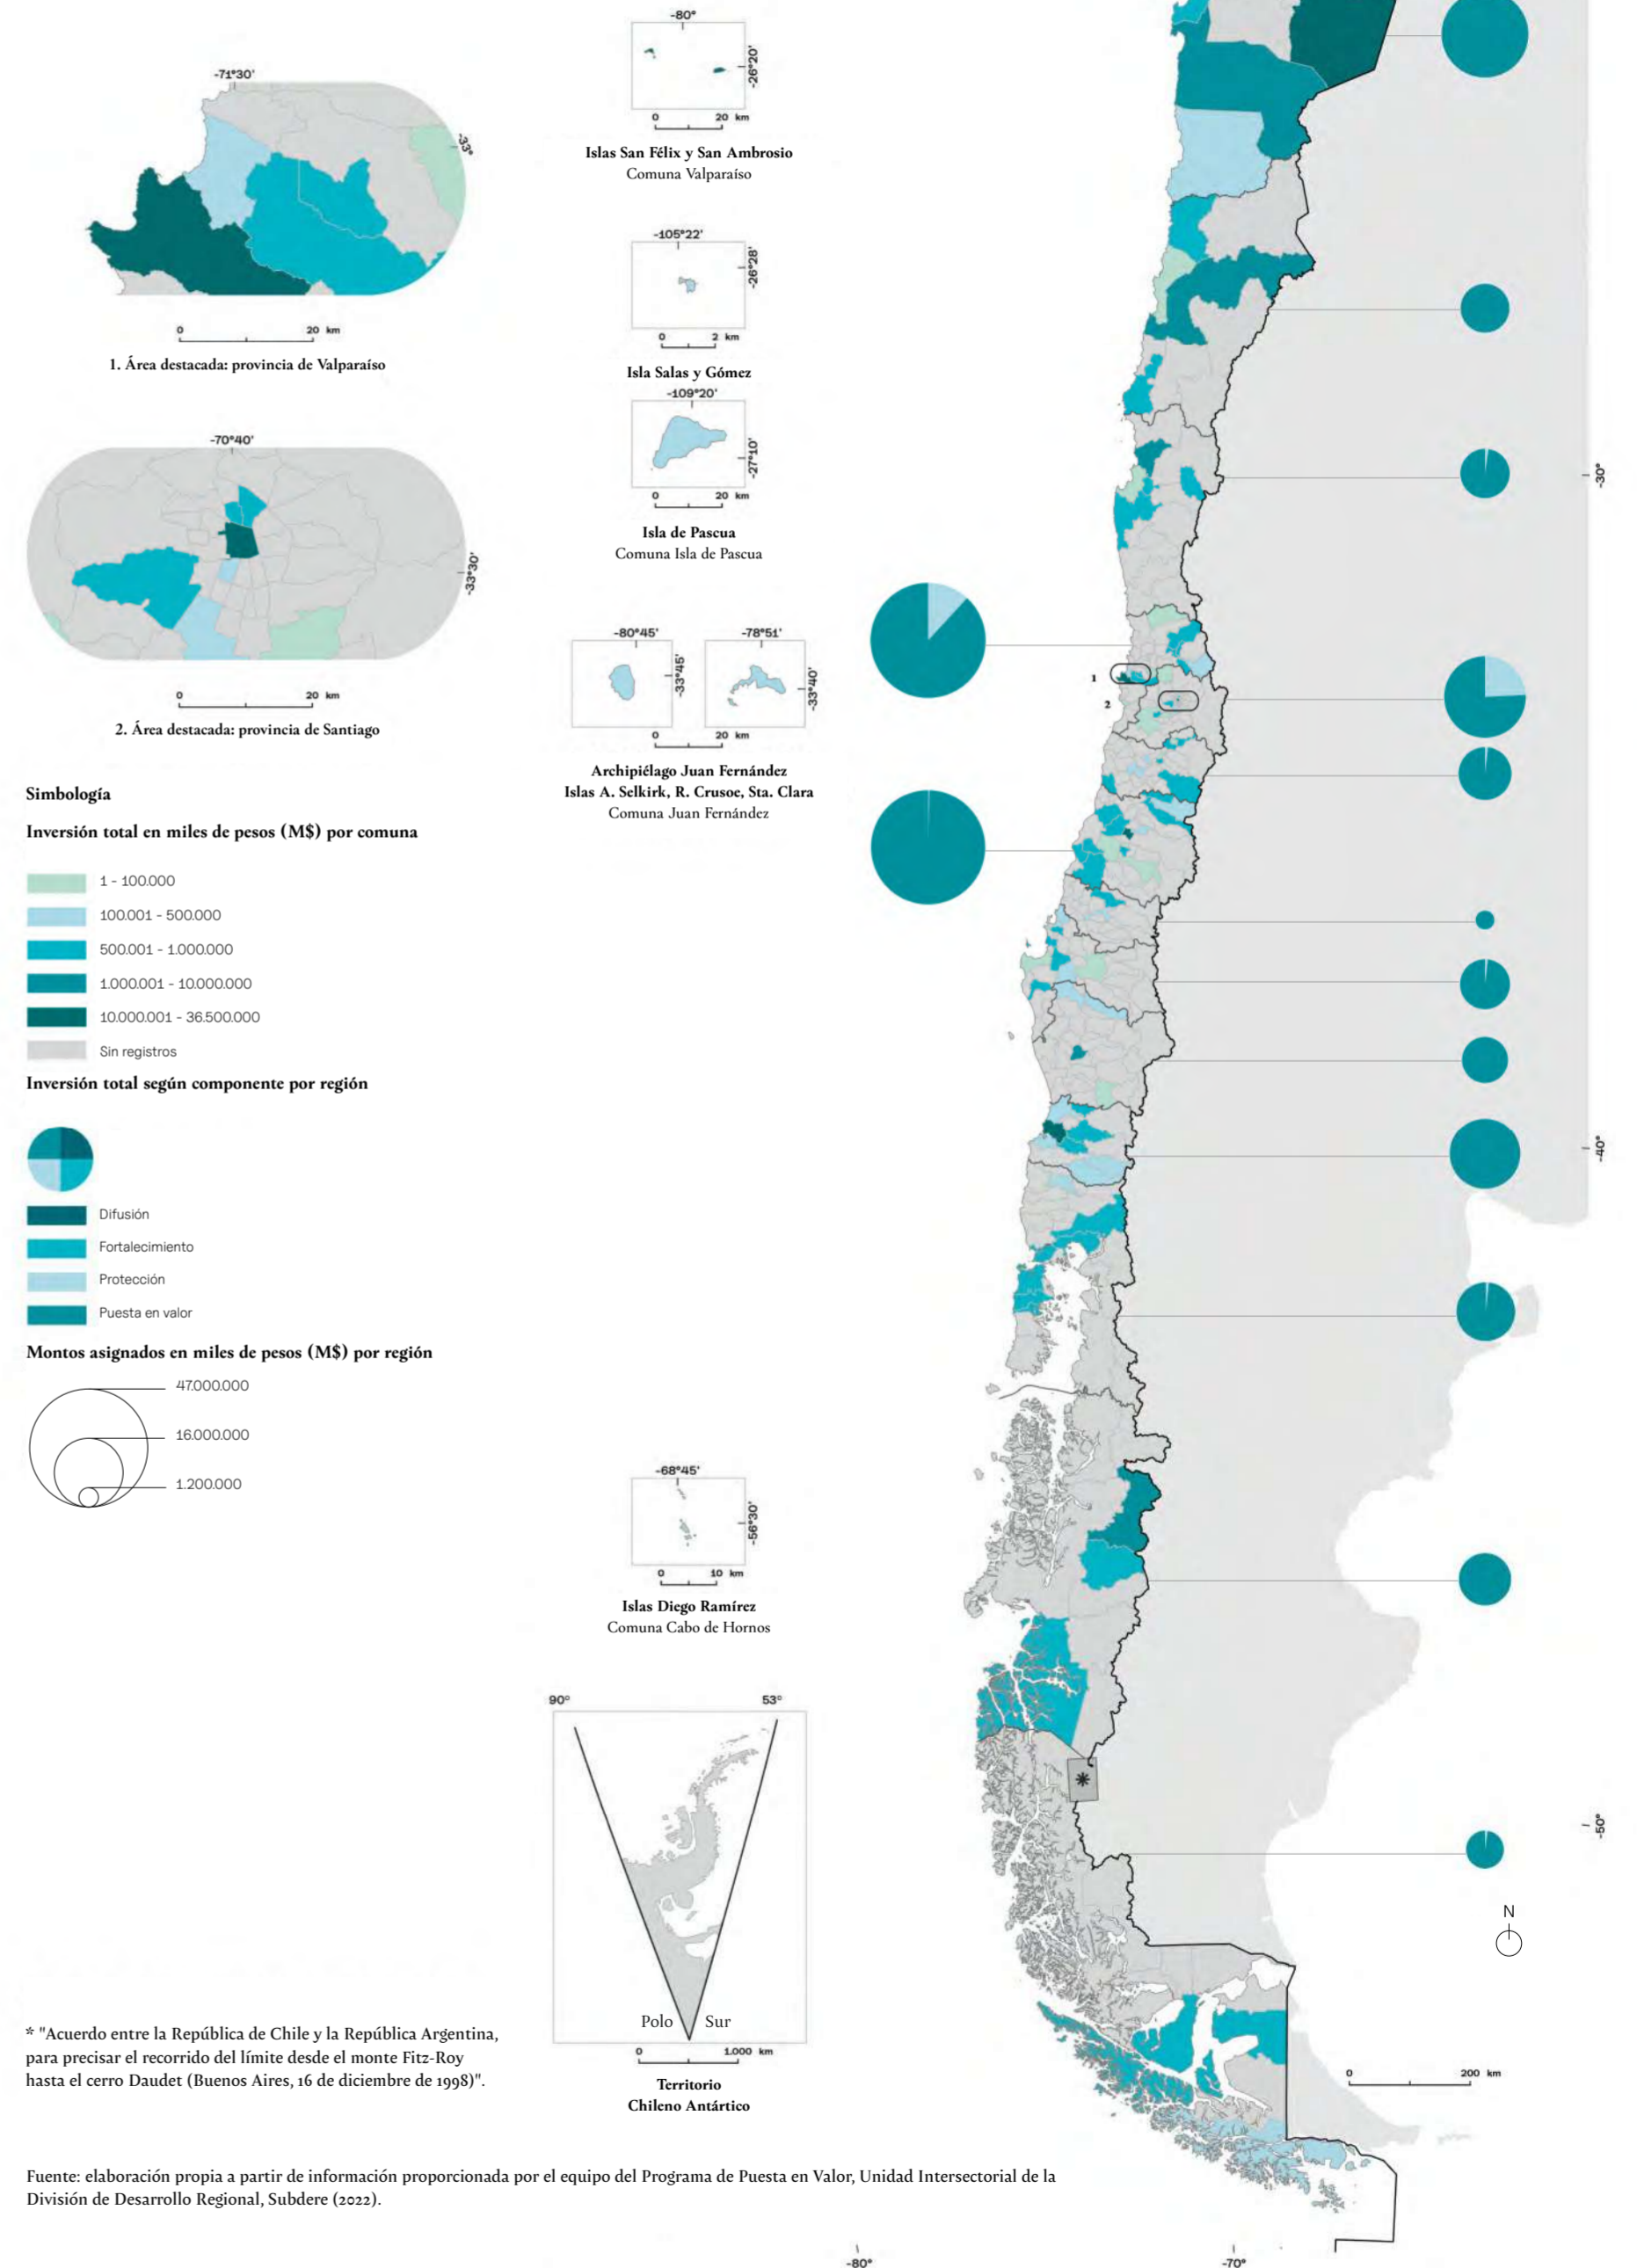 -71°30'
-33°
0 20 km
1. Área destacada: provincia de Valparaíso
-70°40'
-33°30'
0 20 km
2. Área destacada: provincia de Santiago
Simbología
Inversión total en miles de pesos (M$) por comuna
1 - 100.000
100.001 - 500.000
500.001 - 1.000.000
1.000.001 - 10.000.000
10.000.001 - 36.500.000
Sin registros
Inversión total según componente por región
Difusión
Fortalecimiento
Protección
Puesta en valor
Montos asignados en miles de pesos (M$) por región
47.000.000
16.000.000
1.200.000
-80°
-26°20'
0 20 km
Islas San Félix y San Ambrosio
Comuna Valparaíso
-105°22'
-26°28'
0 2 km
Isla Salas y Gómez
-109°20'
-27°10'
0 20 km
Isla de Pascua
Comuna Isla de Pascua
-80°45'
-33°45'
-78°51'
-33°40'
0 20 km
Archipiélago Juan Fernández
Islas A. Selkirk, R. Crusoe, Sta. Clara
Comuna Juan Fernández
-68°45'
-56°30'
0 10 km
Islas Diego Ramírez
Comuna Cabo de Hornos
90° 53°
Polo Sur
0 1.000 km
Territorio
Chileno Antártico
1
2
*
-30°
-40°
-50°
N
0 200 km
* "Acuerdo entre la República de Chile y la República Argentina,
para precisar el recorrido del límite desde el monte Fitz-Roy
hasta el cerro Daudet (Buenos Aires, 16 de diciembre de 1998)".
Fuente: elaboración propia a partir de información proporcionada por el equipo del Programa de Puesta en Valor, Unidad Intersectorial de la
División de Desarrollo Regional, Subdere (2022).
-80° -70°